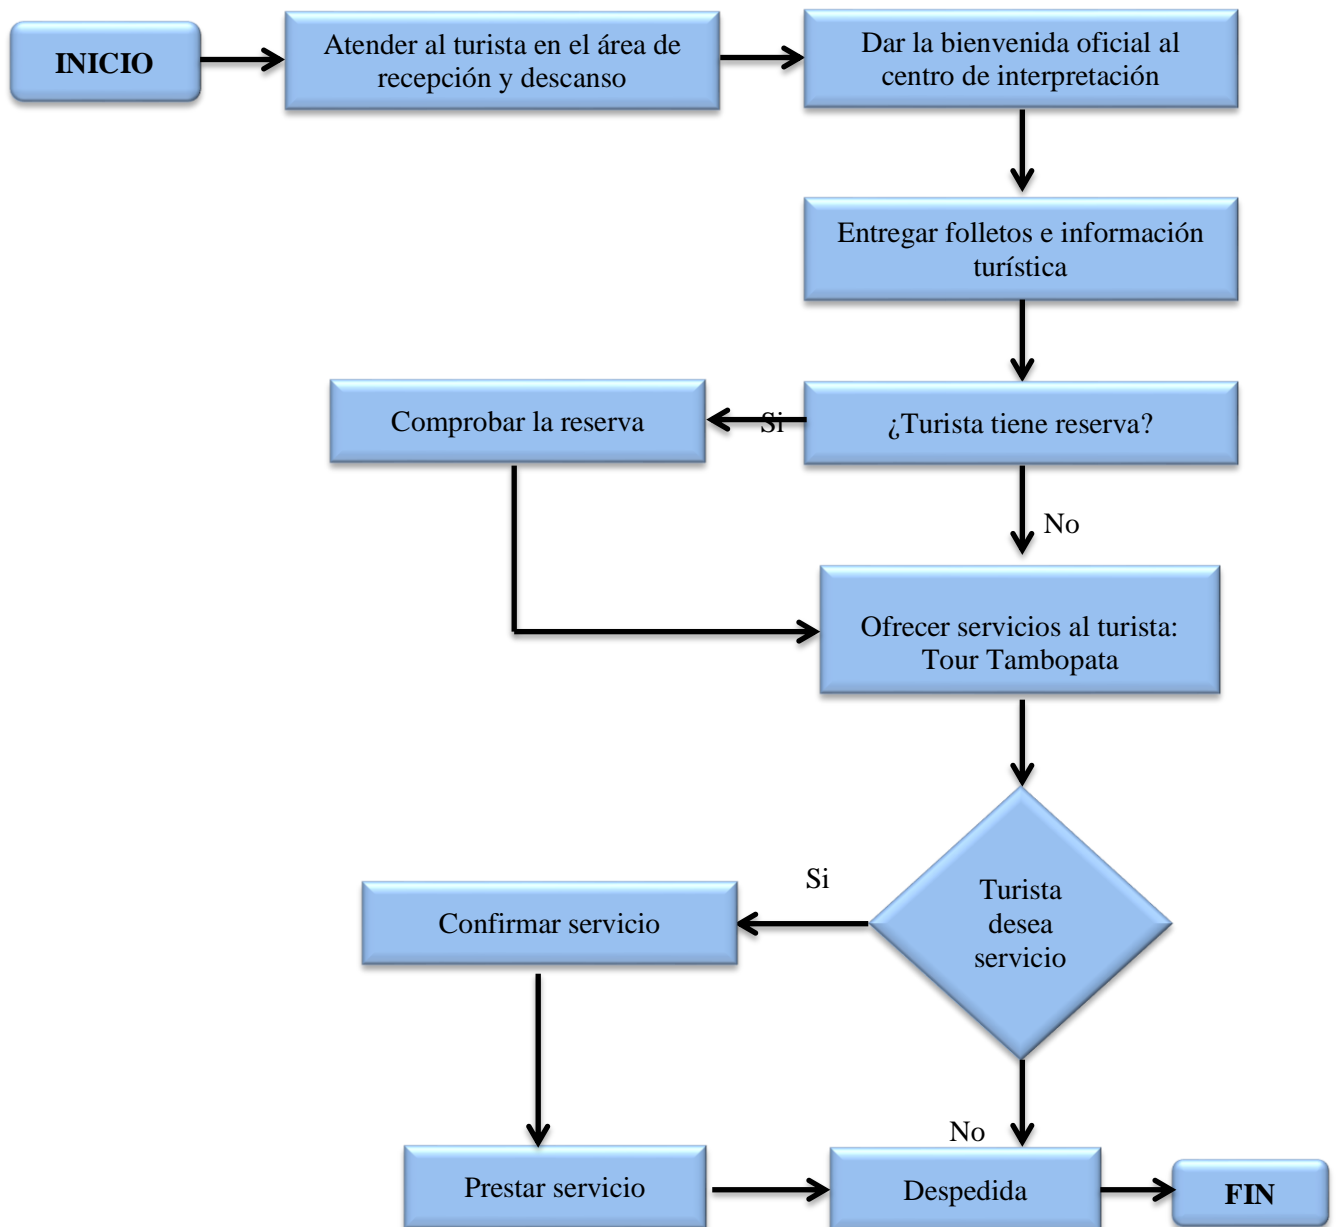 INICIO
Atender al turista en el área de
recepción y descanso
Dar la bienvenida oficial al
centro de interpretación
Entregar folletos e información
turística
Comprobar la reserva
Si
¿Turista tiene reserva?
No
Ofrecer servicios al turista:
Tour Tambopata
Si
Confirmar servicio
Turista
desea
servicio
No
Prestar servicio
Despedida
FIN